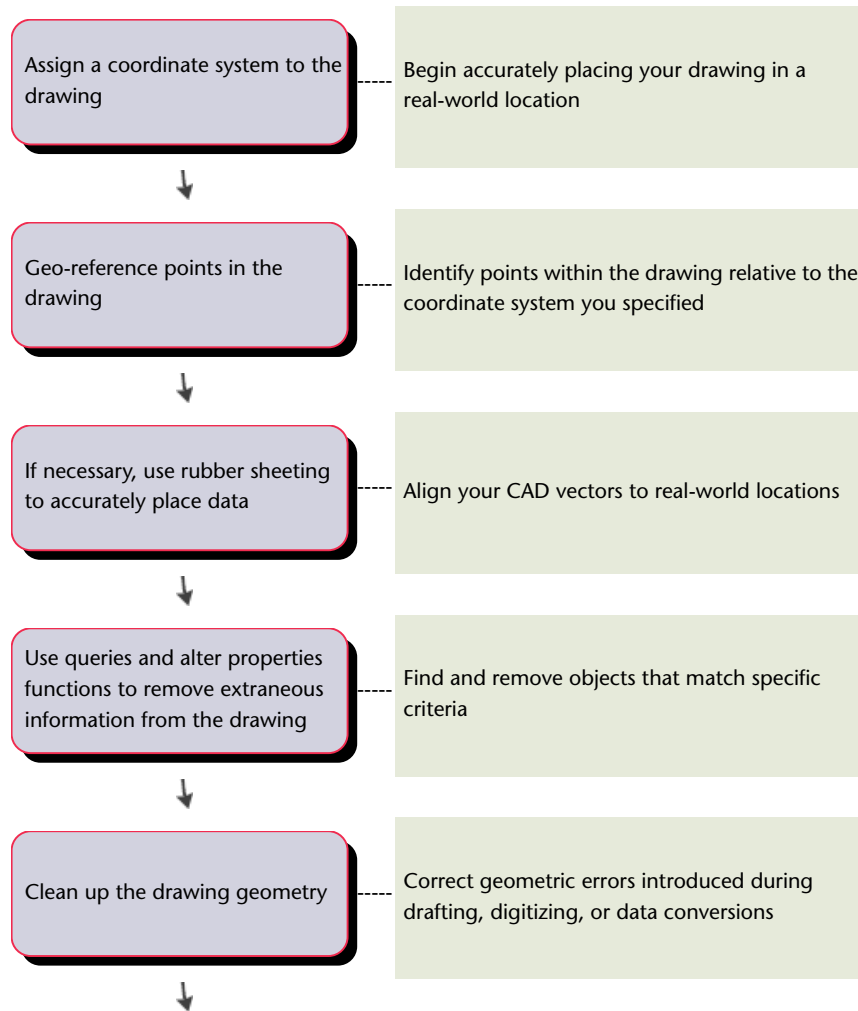 Assign a coordinate system to the
drawing
Begin accurately placing your drawing in a
real-world location
Geo-reference points in the
drawing
Identify points within the drawing relative to the
coordinate system you specified
If necessary, use rubber sheeting
to accurately place data
Align your CAD vectors to real-world locations
Use queries and alter properties
functions to remove extraneous
information from the drawing
Find and remove objects that match specific
criteria
Clean up the drawing geometry
Correct geometric errors introduced during
drafting, digitizing, or data conversions